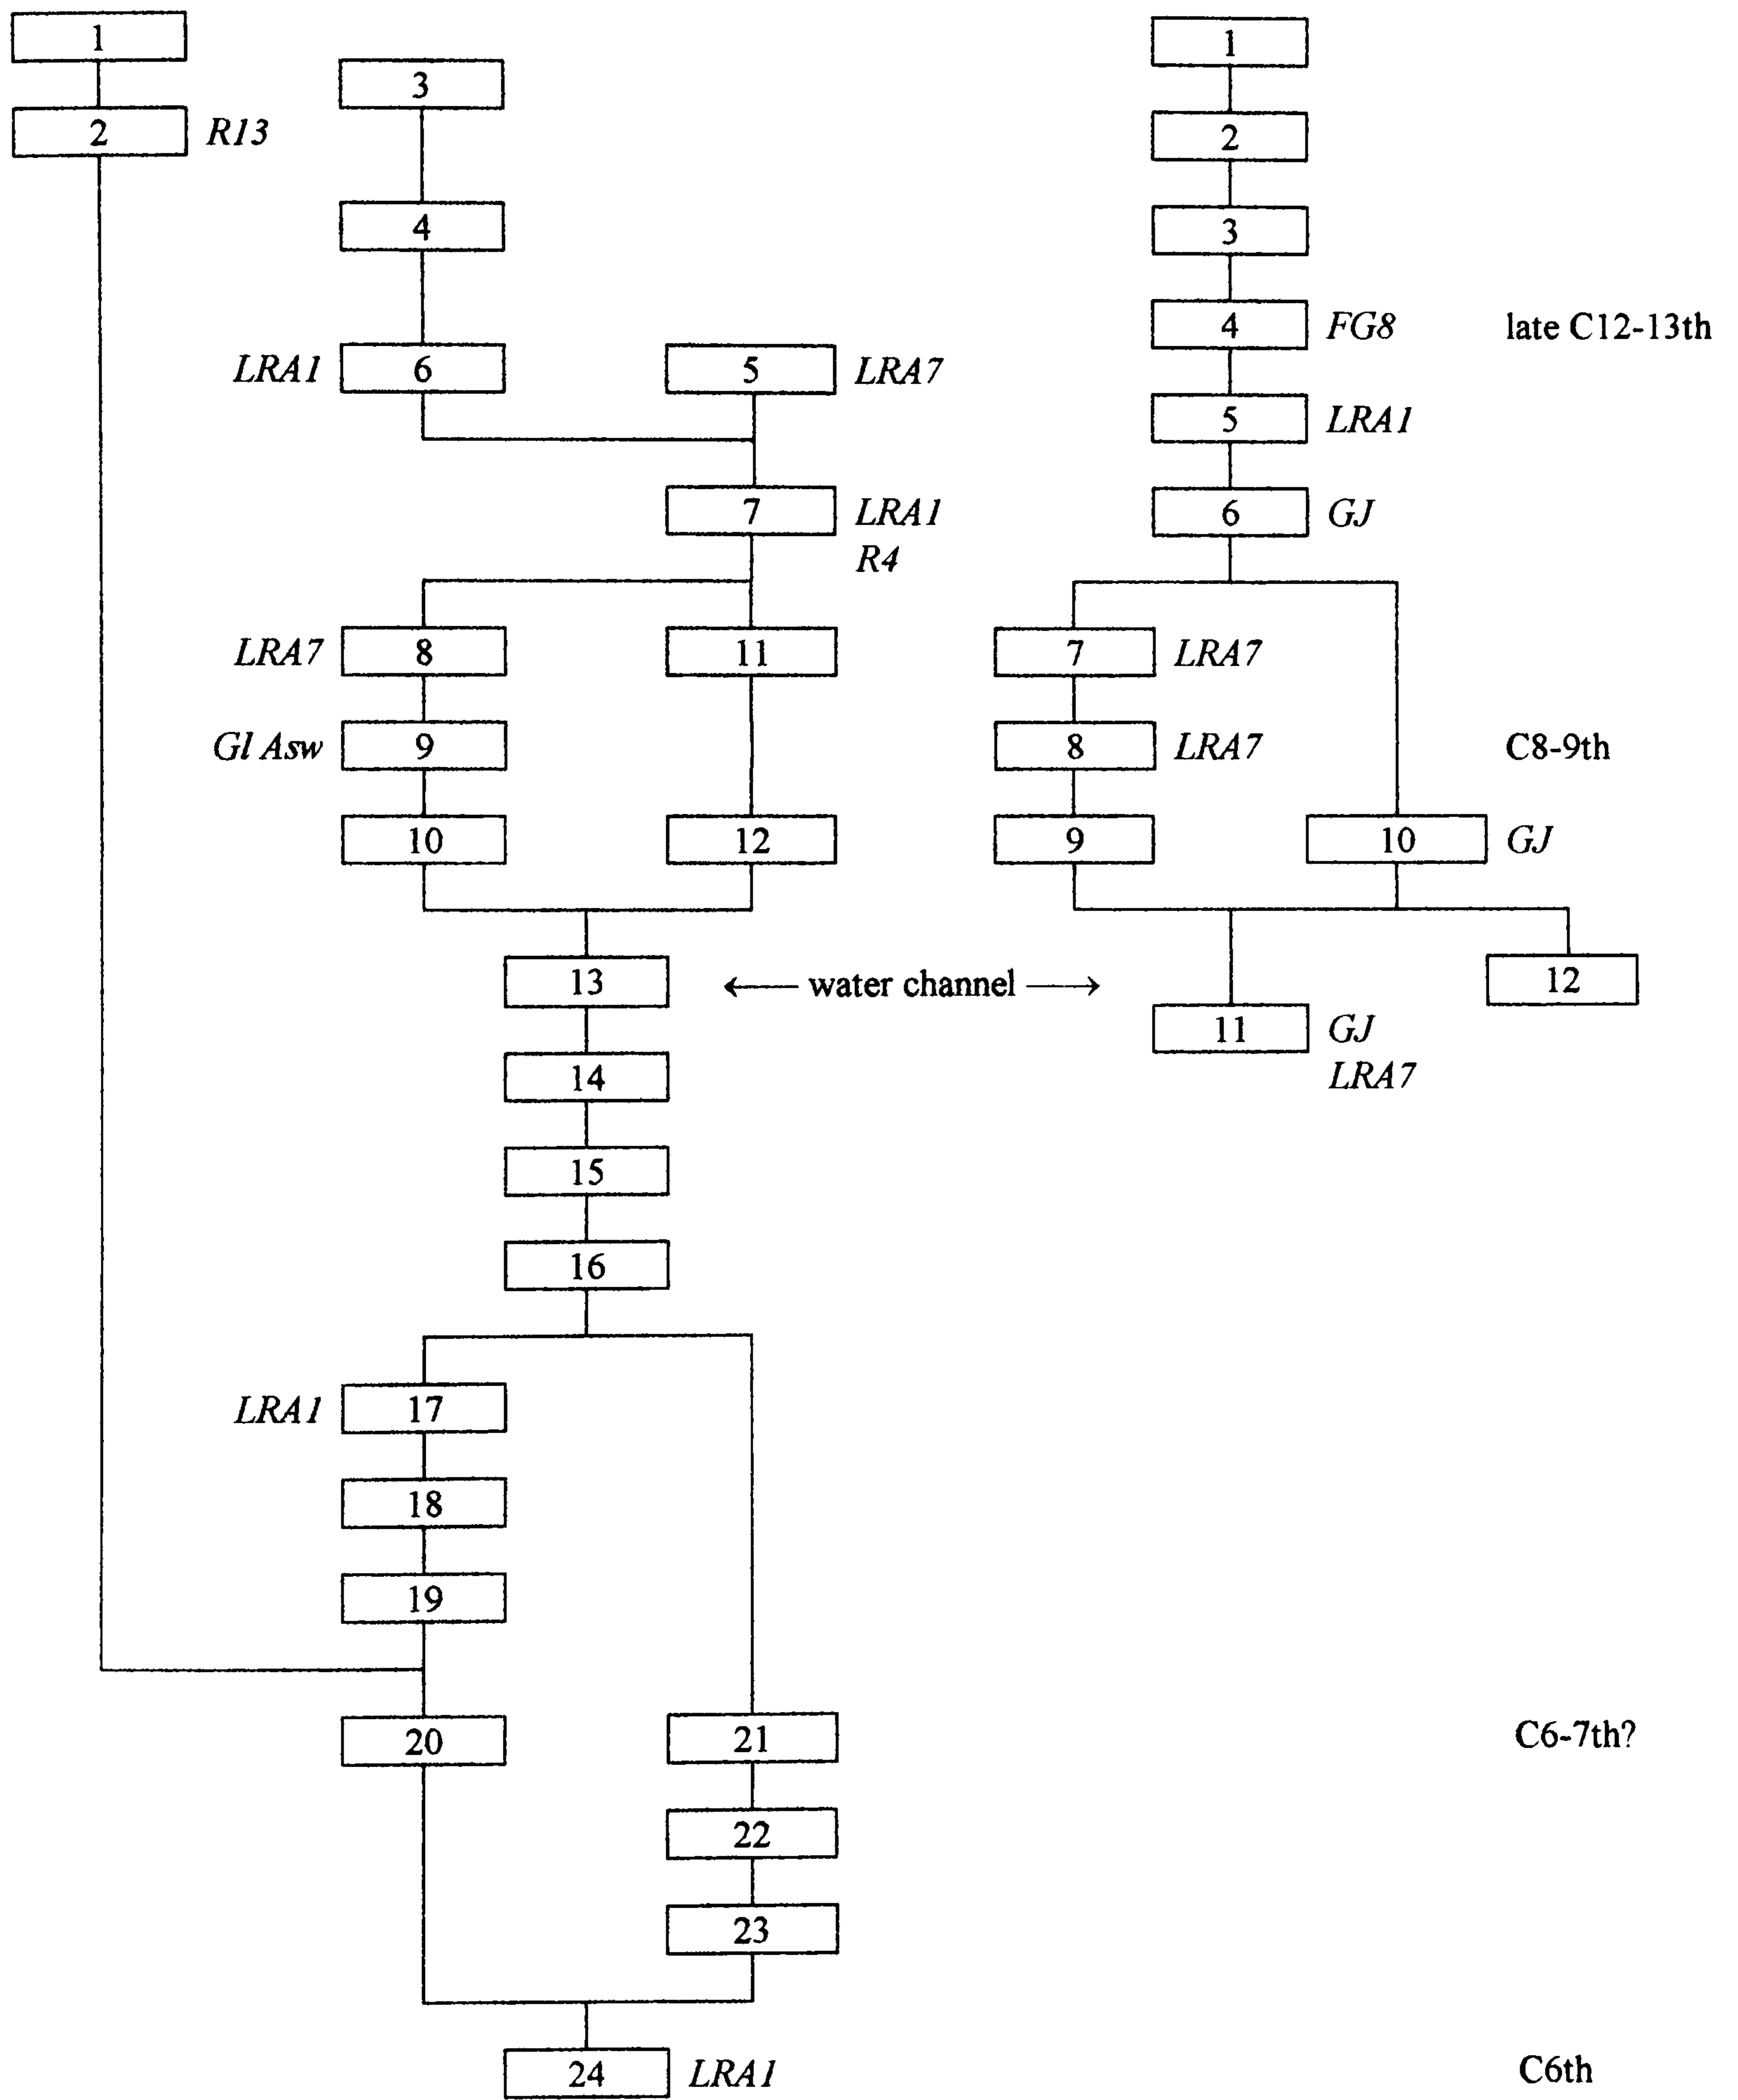 1
1
3
2 R13
2
4
3
4 FG8 late C12-13th
LRA1 6
5 LRA7
5 LRA1
7 LRA1
R4
6 GJ
LRA7 8
11
7 LRA7
Gl Asw 9
8 LRA7
C8-9th
10
12
9
10 GJ
13
← water channel →
12
11 GJ
LRA7
14
15
16
LRA1 17
18
19
20
21
C6-7th?
22
23
24 LRA1
C6th